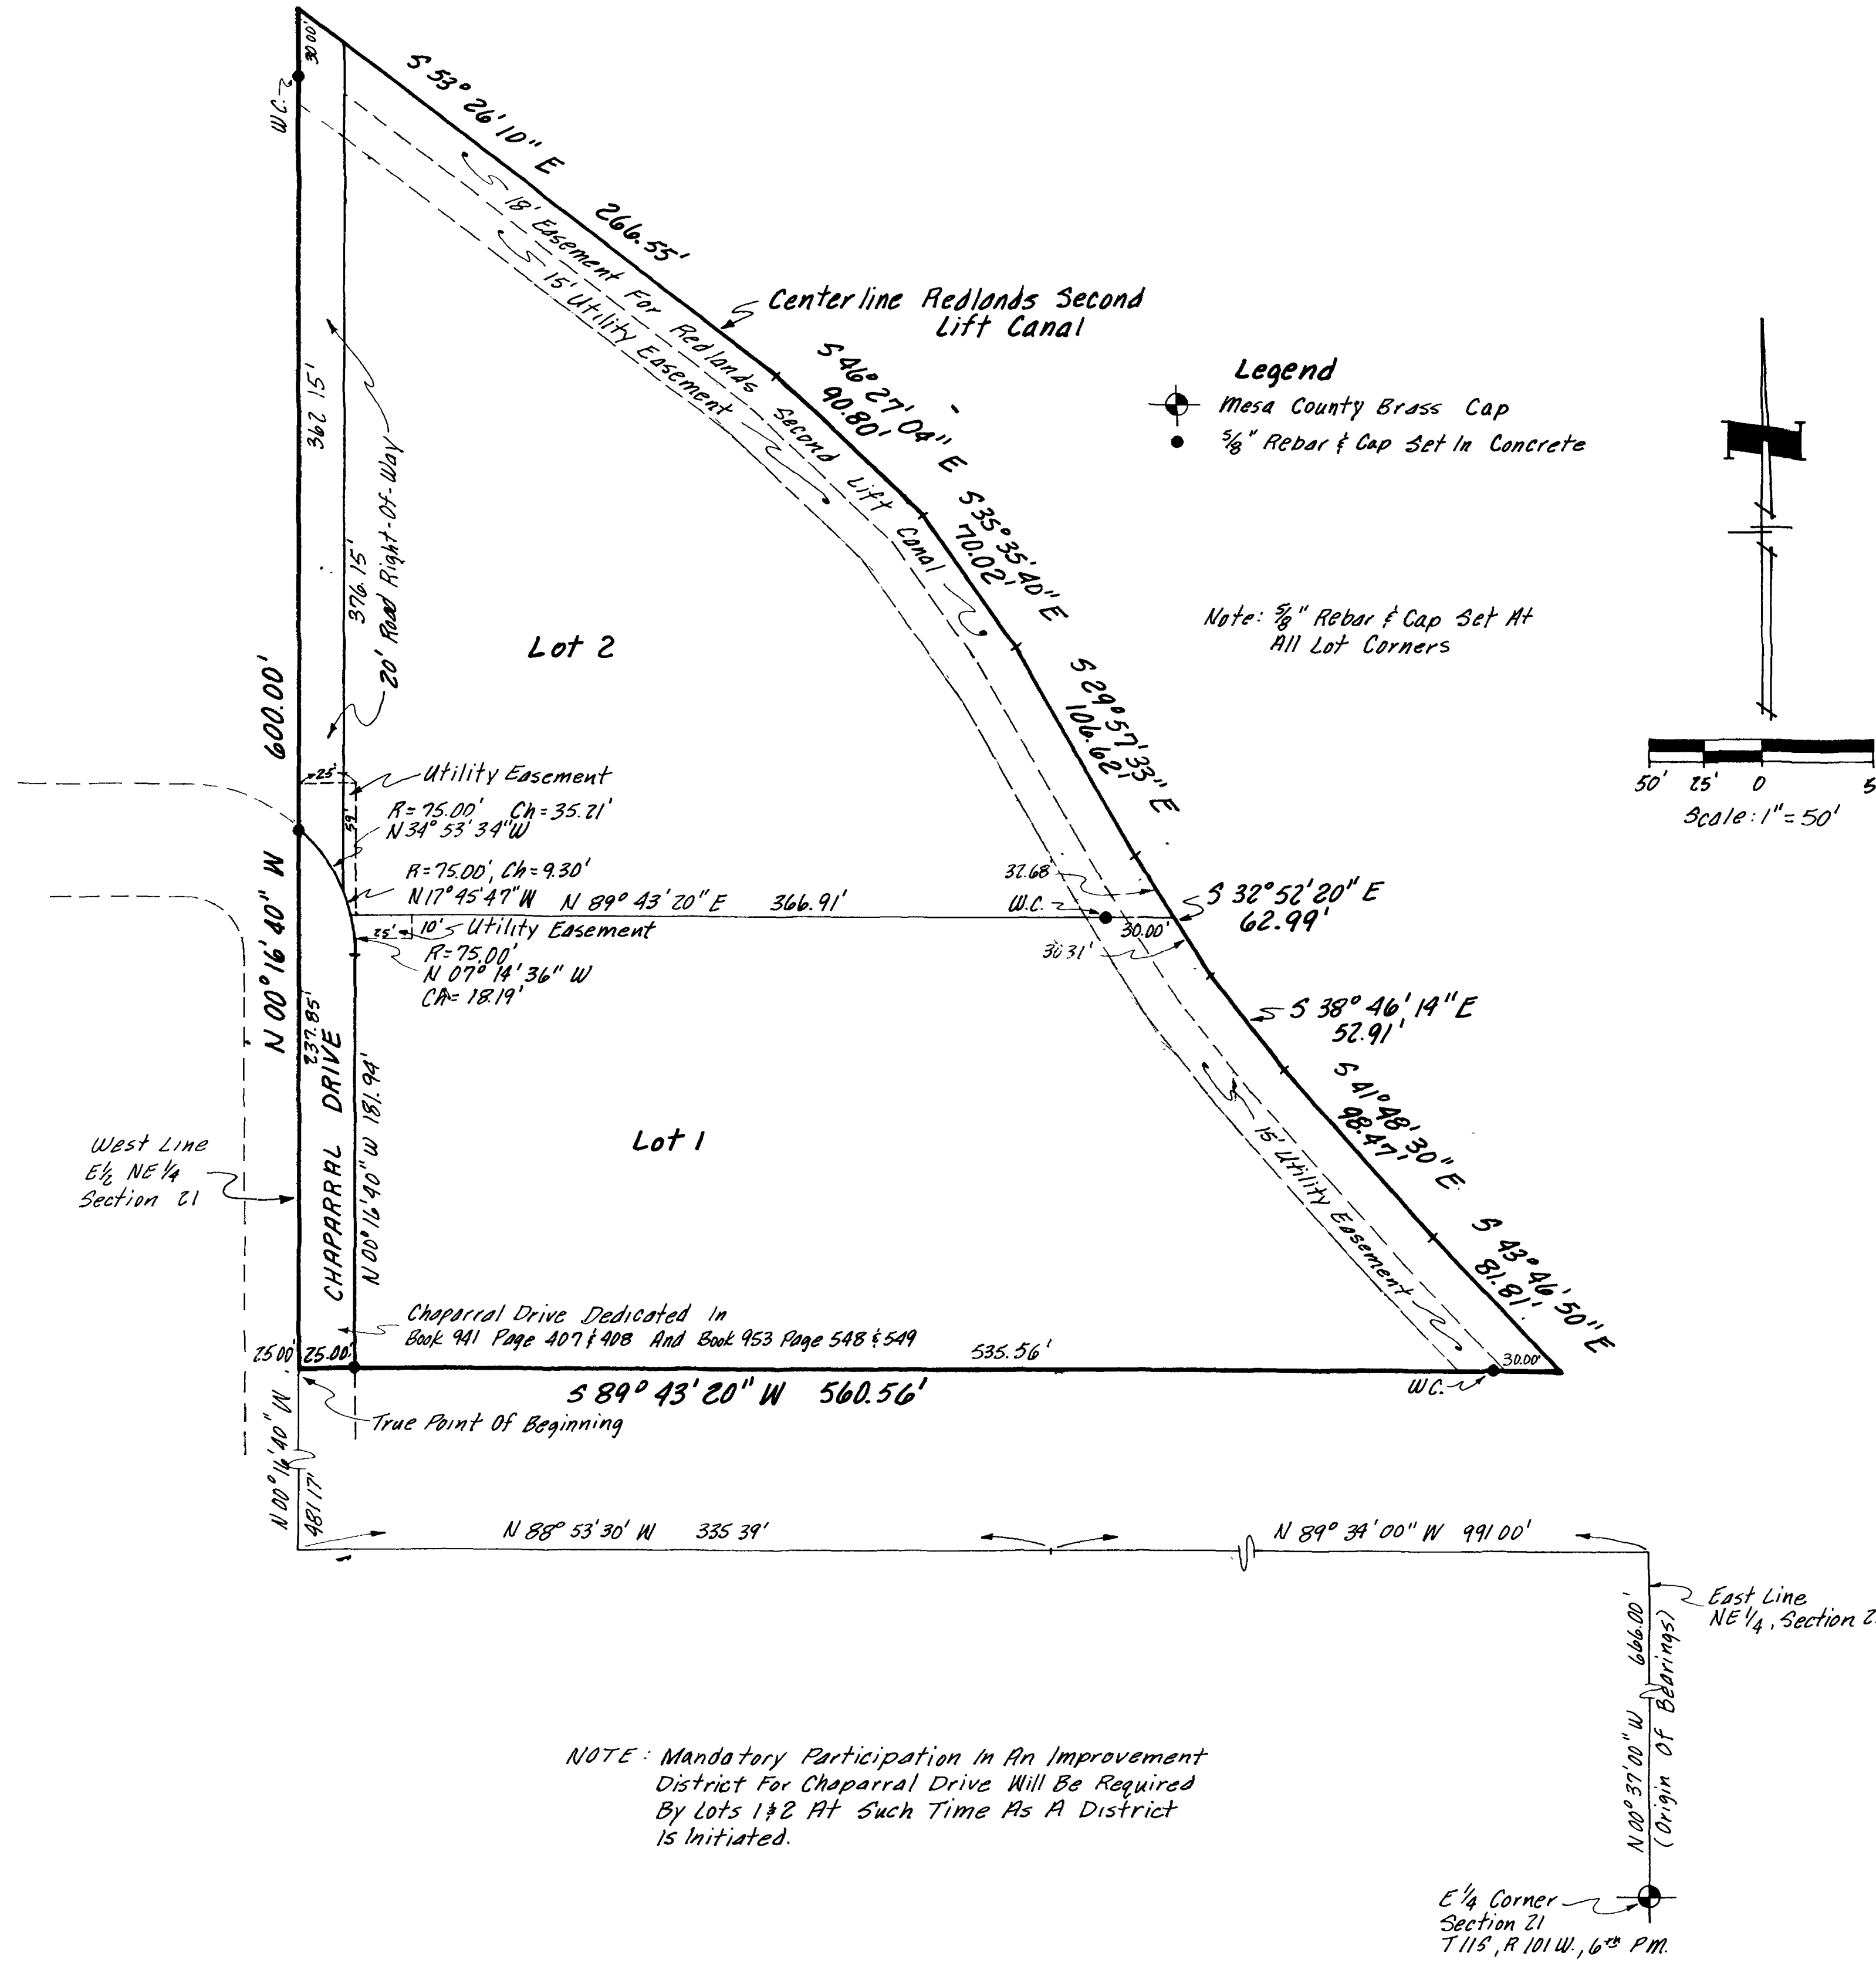 30.00'
W.C.
S 53° 26' 10" E
266.55'
18' Easement For Redlands Second Lift Canal
15' Utility Easement
Centerline Redlands Second
Lift Canal
S 46° 27' 04" E
90.80'
S 35° 35' 40" E
70.02'
S 29° 57' 33" E
106.62'
Legend
Mesa County Brass Cap
5/8" Rebar & Cap Set In Concrete
Note: 5/8" Rebar & Cap Set At
All Lot Corners
50' 25' 0 5
Scale: 1" = 50'
362 15'
376.15'
20' Road Right-Of-Way
Lot 2
N 00° 16' 40" W 600.00'
25'
Utility Easement
59'
R = 75.00' Ch = 35.21'
N 34° 53' 34" W
R = 75.00', Ch = 9.30'
N 17° 45' 47" W
N 89° 43' 20" E 366.91'
32.68'
W.C.
30.00'
30 31'
S 32° 52' 20" E
62.99'
25'
10' Utility Easement
R = 75.00'
N 07° 14' 36" W
CA= 18.19'
237.85'
CHAPARRAL DRIVE
N 00° 16' 40" W 181.94'
S 38° 46' 14" E
52.91'
S 41° 48' 30" E
98.47'
S 43° 46' 50" E
81.81'
15' Utility Easement
Lot 1
West Line
E 1/2 NE 1/4
Section 21
Chaparral Drive Dedicated In
Book 941 Page 407 & 408 And Book 953 Page 548 & 549
25 00' 25.00'
535.56'
30.00'
W C.
S 89° 43' 20" W 560.56'
True Point Of Beginning
N 00° 16' 40" W
481 17'
N 88° 53' 30' W 335 39'
N 89° 34' 00" W 991 00'
East Line
NE 1/4, Section 2
N 00° 37' 00" W 666.00'
(Origin Of Bearings)
NOTE: Mandatory Participation In An Improvement
District For Chaparral Drive Will Be Required
By Lots 1 & 2 At Such Time As A District
Is Initiated.
E 1/4 Corner
Section 21
T 11 S, R 101 W., 6th P M.